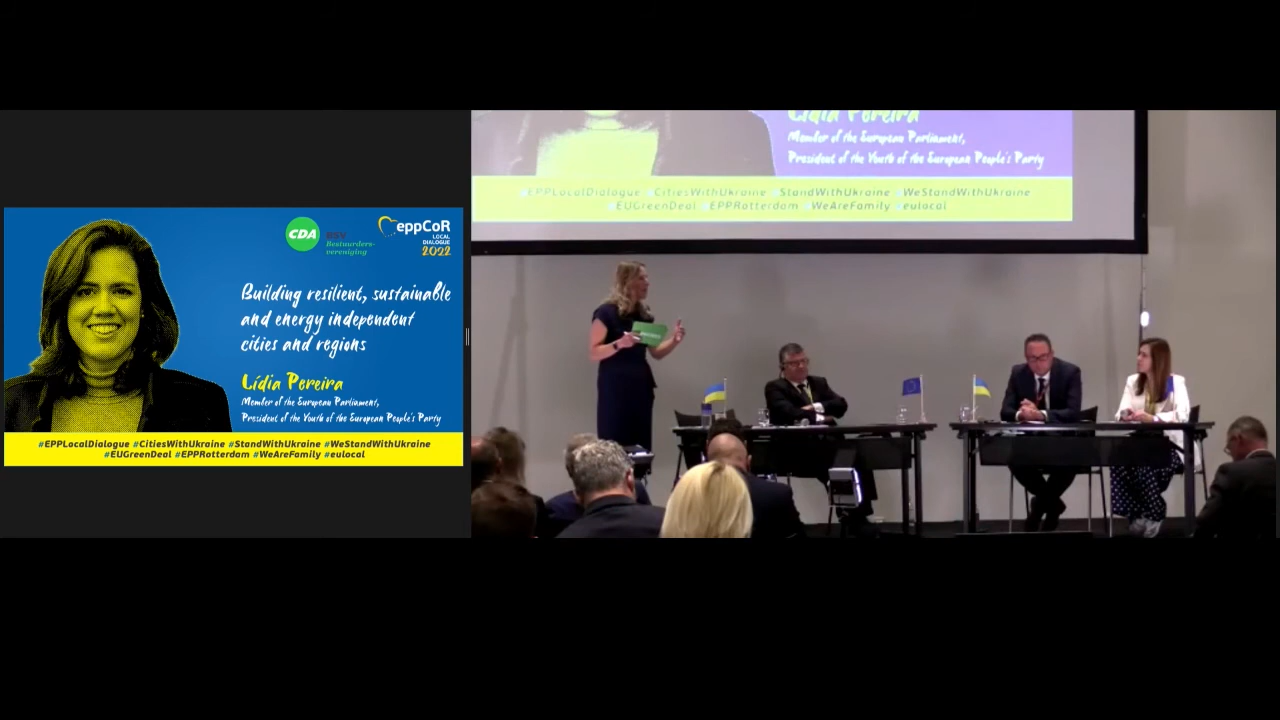 CDA
BSV
Bestuurders-
vereniging
eppCoR
LOCAL
DIALOGUE
2022
Building resilient, sustainable
and energy independent
cities and regions
Lídia Pereira
Member of the European Parliament,
President of the Youth of the European People's Party
#EPPLocalDialogue #CitiesWithUkraine #StandWithUkraine #WeStandWithUkraine
#EUGreenDeal #EPPRotterdam #WeAreFamily #eulocal
Lídia Pereira
Member of the European Parliament,
President of the Youth of the European People's Party
#EPPLocalDialogue #CitiesWithUkraine #StandWithUkraine #WeStandWithUkraine
#EUGreenDeal #EPPRotterdam #WeAreFamily #eulocal